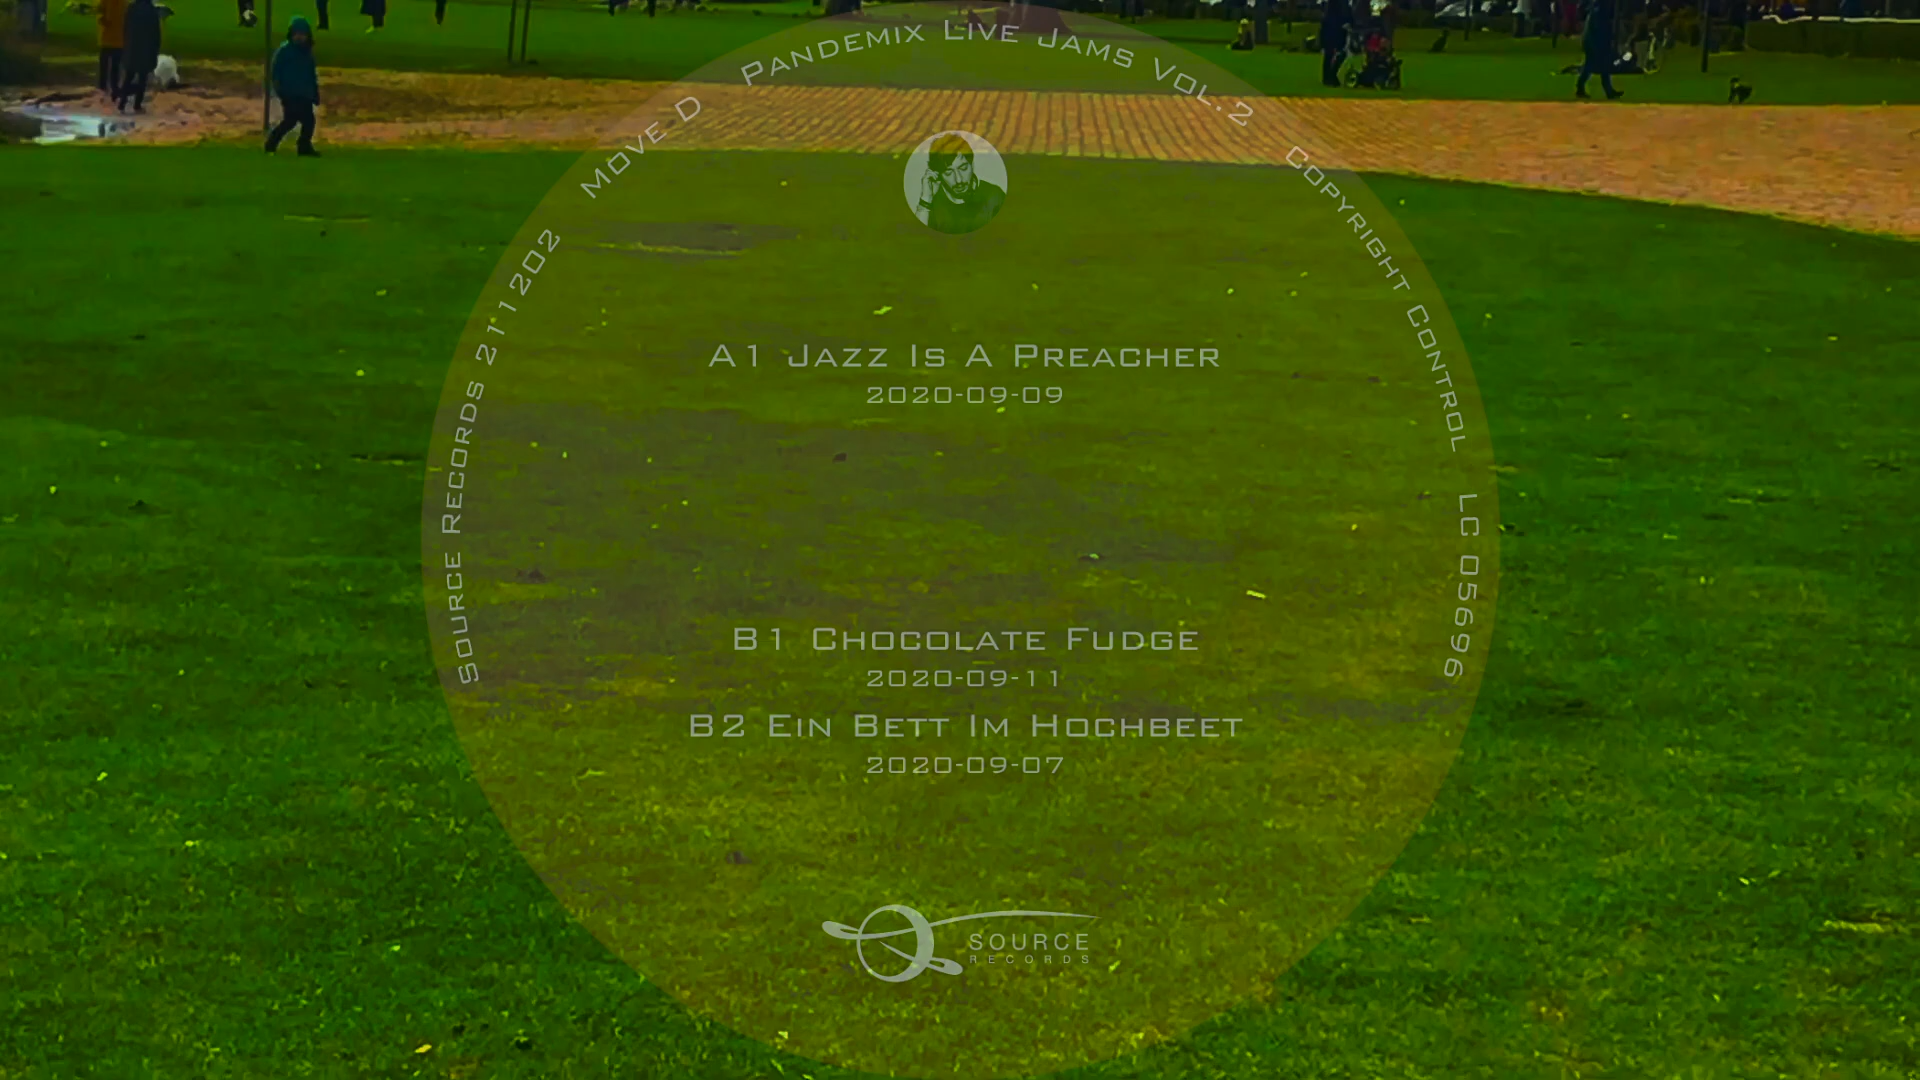 Source Records 211202 Move D Pandemix Live Jams Vol. 2 Copyright Control LC 05696
A1 Jazz Is A Preacher
2020-09-09
B1 Chocolate Fudge
2020-09-11
B2 Ein Bett Im Hochbeet
2020-09-07
SOURCE
RECORDS